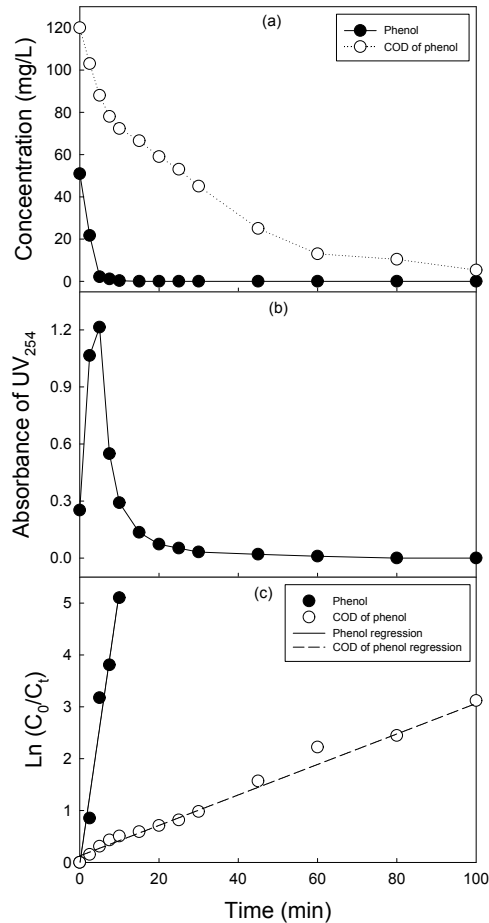 (a)
Phenol
COD of phenol
140
120
100
80
60
40
20
0
Conceentration (mg/L)
(b)
1.2
0.9
0.6
0.3
0.0
Absorbance of UV254
(c)
Phenol
COD of phenol
Phenol regression
COD of phenol regression
5
4
3
2
1
0
Ln (C0/Ct)
0 20 40 60 80 100
Time (min)